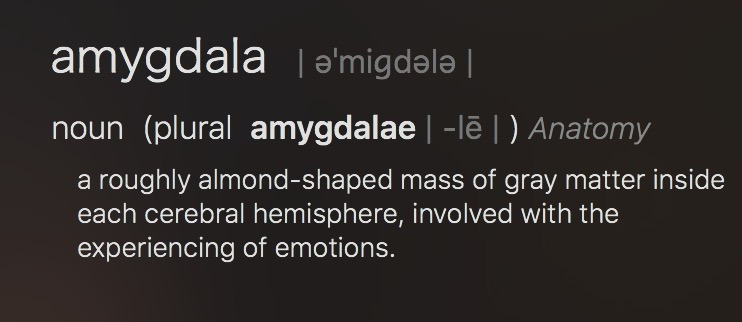 amygdala | ə'migdələ |
noun (plural amygdalae | -lē | ) Anatomy
a roughly almond-shaped mass of gray matter inside
each cerebral hemisphere, involved with the
experiencing of emotions.